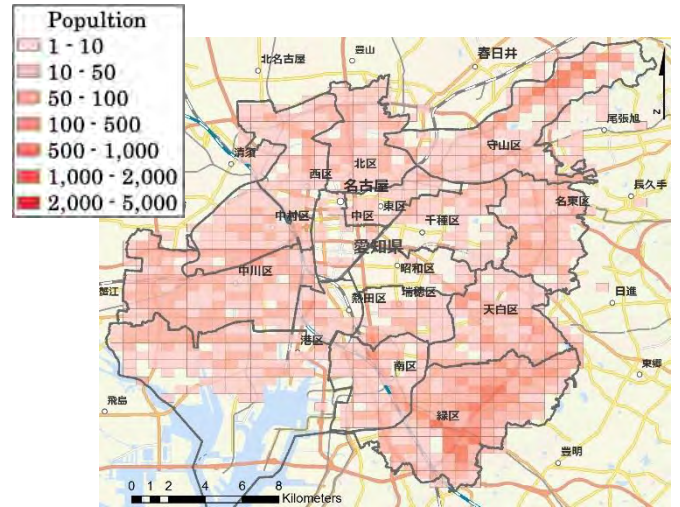 Popultion
1 - 10
10 - 50
50 - 100
100 - 500
500 - 1,000
1,000 - 2,000
2,000 - 5,000
豊山
北名古屋
春日井
N
尾張旭
守山区
清須
北区
西区
名古屋
長久手
名東区
東区
中村区
中区
千種区
愛知県
昭和区
中川区
蟹江
熱田区
瑞穂区
天白区
日進
港区
南区
東郷
飛島
緑区
豊明
0 1 2 4 6 8
Kilometers